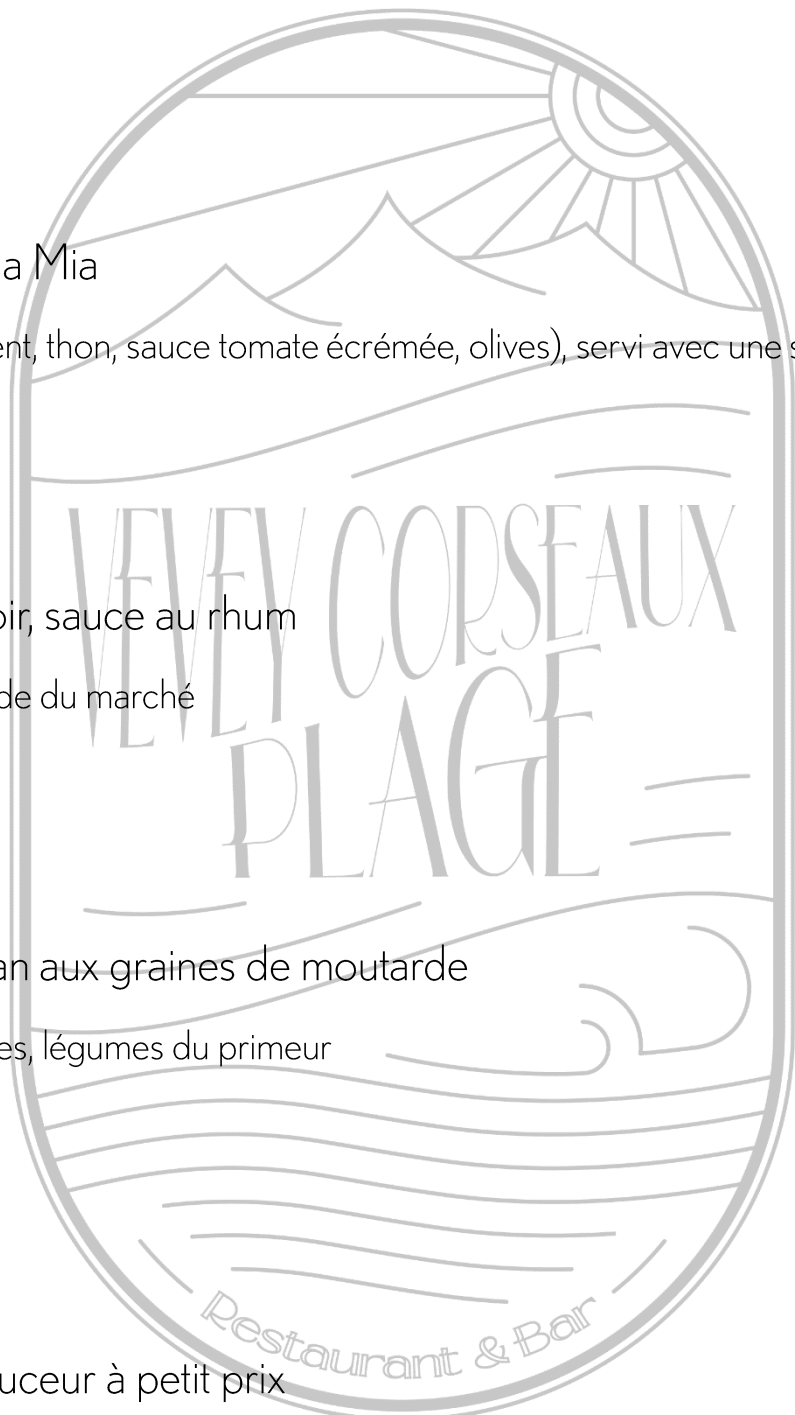 a Mia
ent, thon, sauce tomate écrémée, olives), servi avec une s
VEVEY CORSEAUX
PLAGE
oir, sauce au rhum
de du marché
an aux graines de moutarde
es, légumes du primeur
Restaurant & Bar
uceur à petit prix